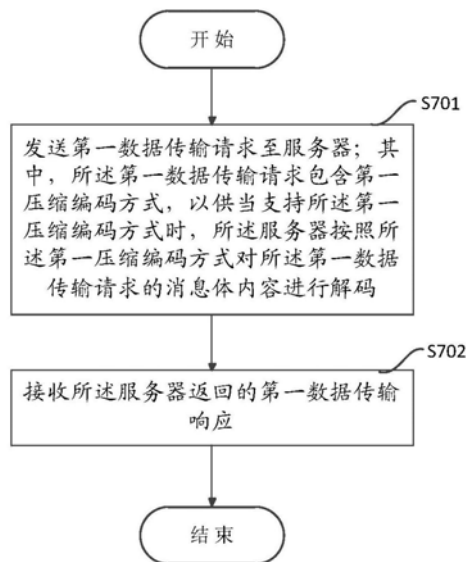 开始
S701
发送第一数据传输请求至服务器；其
中，所述第一数据传输请求包含第一
压缩编码方式，以供当支持所述第一
压缩编码方式时，所述服务器按照所
述第一压缩编码方式对所述第一数据
传输请求的消息体内容进行解码
S702
接收所述服务器返回的第一数据传输
响应
结束